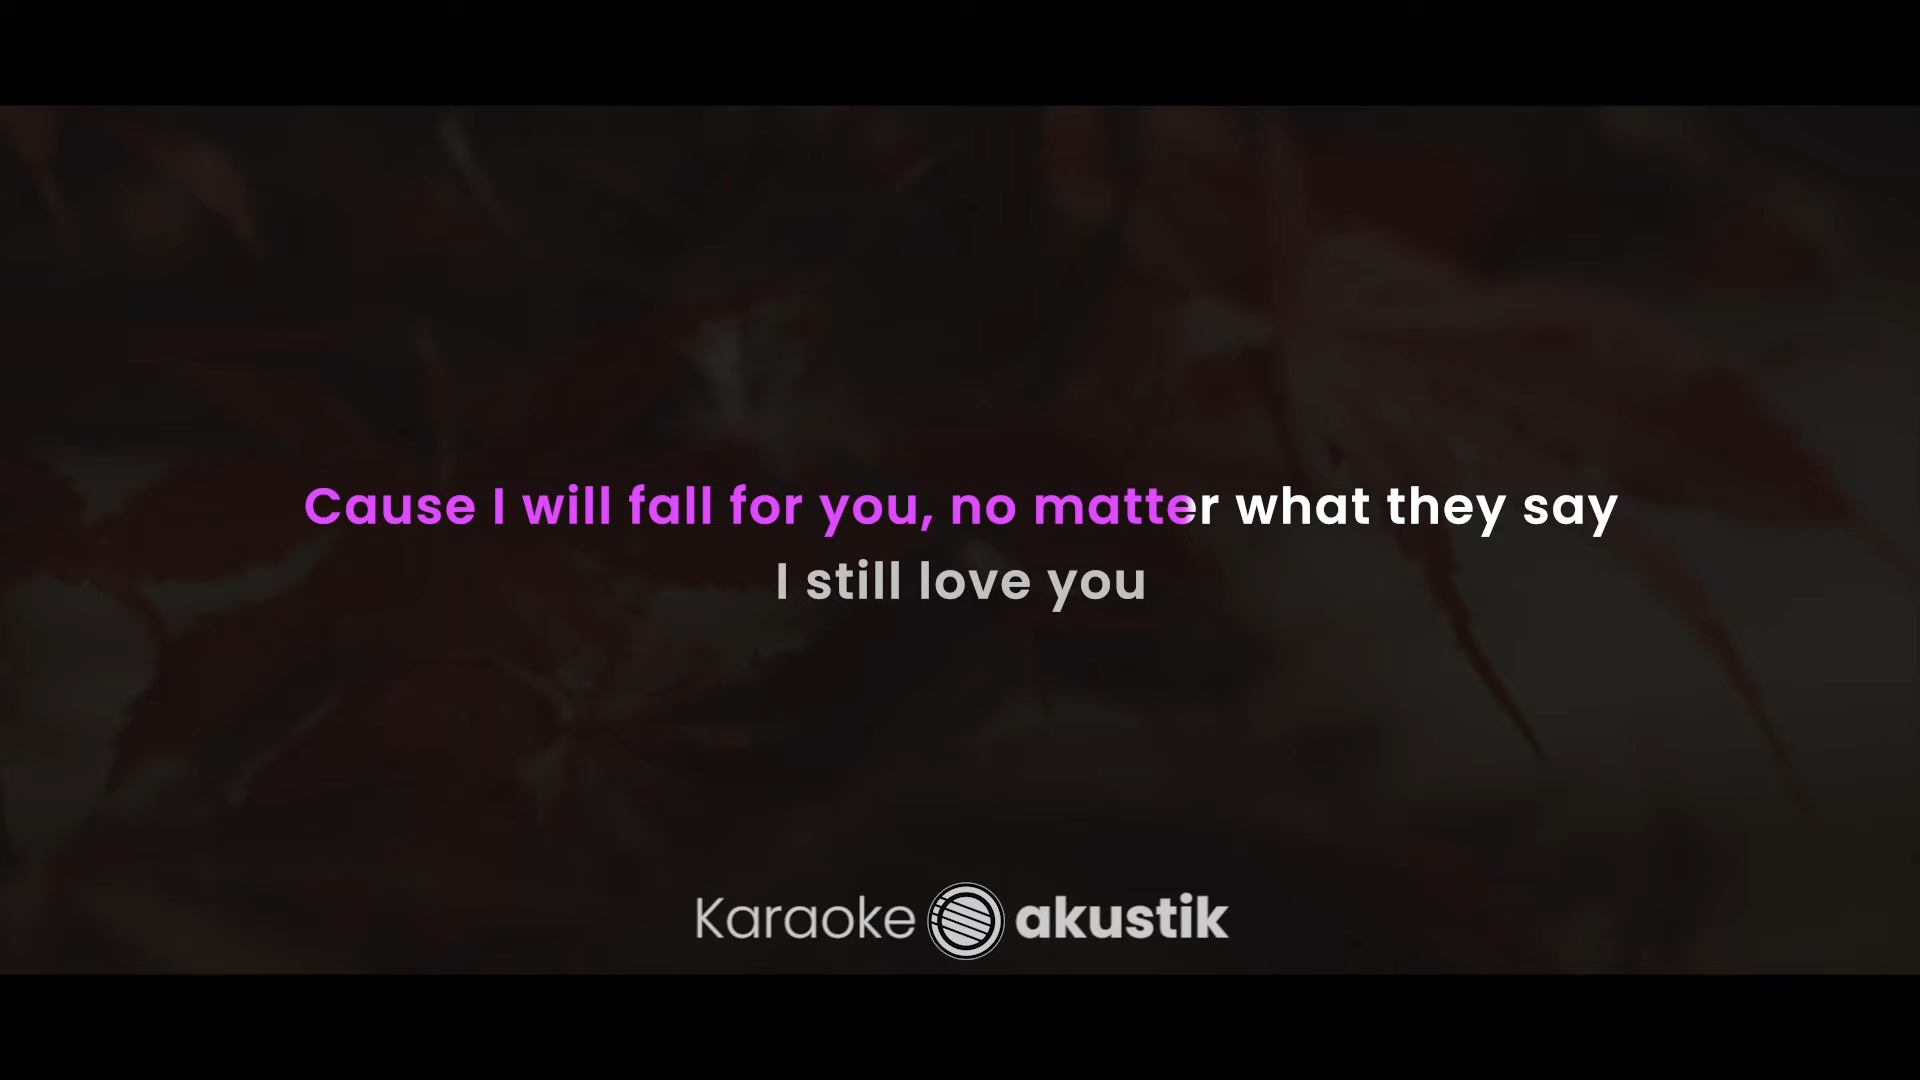 Cause I will fall for you, no matter what they say
I still love you
Karaoke akustik